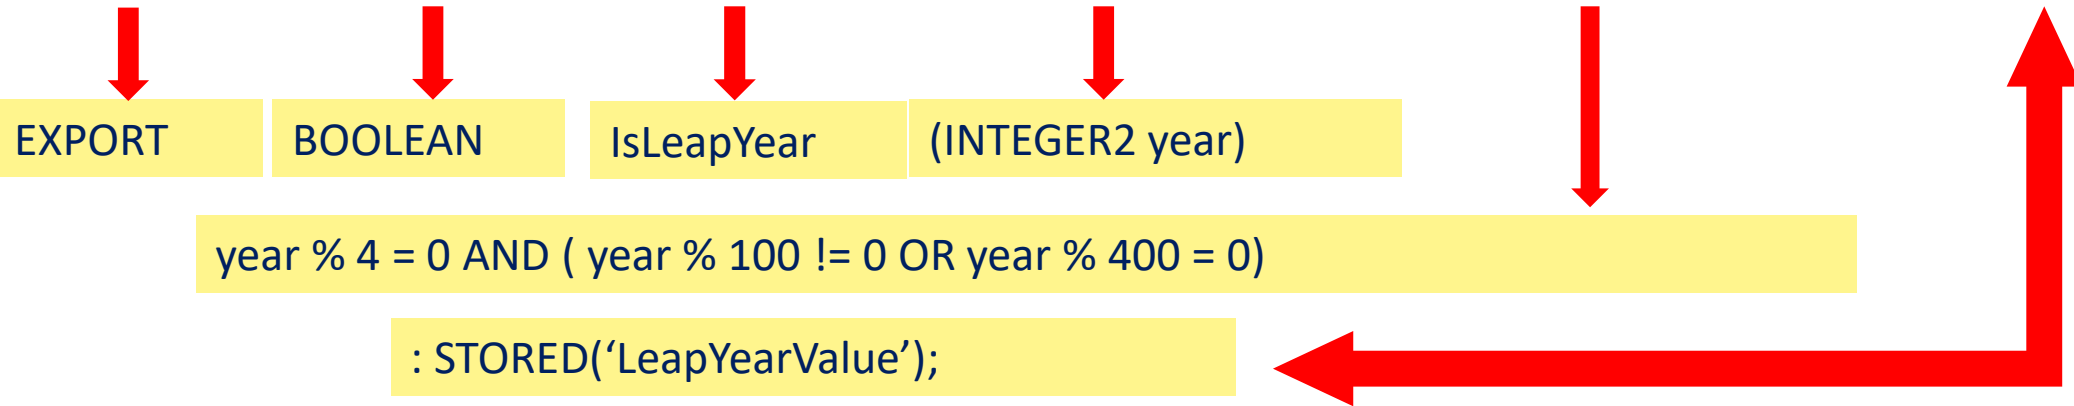 EXPORT BOOLEAN IsLeapYear (INTEGER2 year)
year % 4 = 0 AND ( year % 100 != 0 OR year % 400 = 0)
: STORED(‘LeapYearValue’);